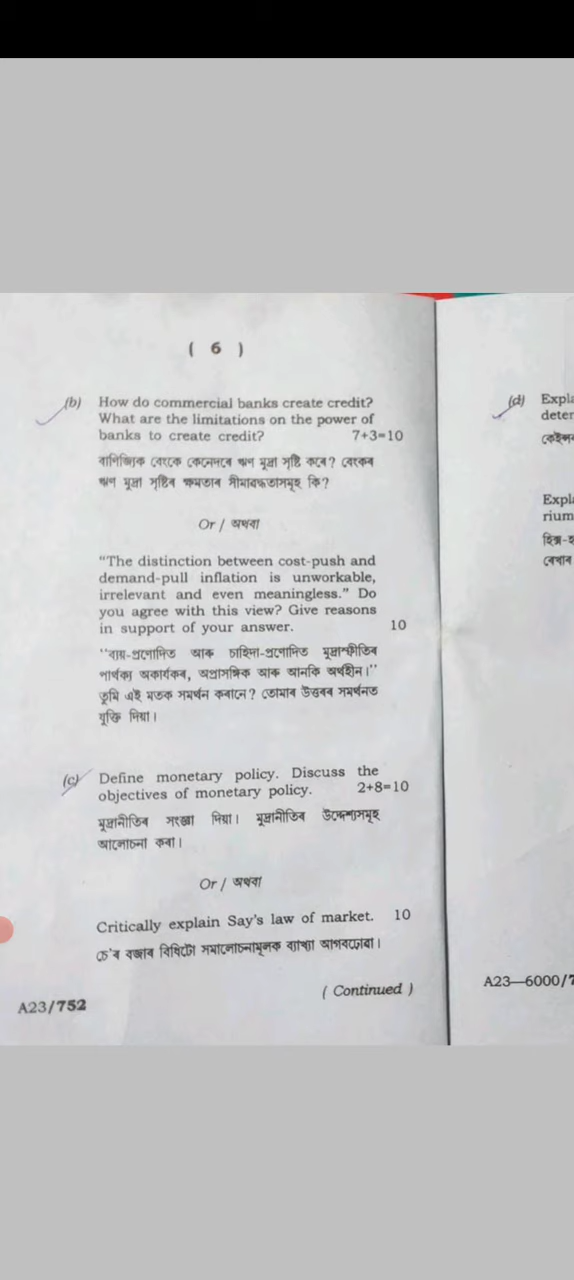 ( 6 )
(b) How do commercial banks create credit?
What are the limitations on the power of
banks to create credit? 7+3=10
বাণিজ্যিক বেংকে কেনেদৰে ঋণ মুদ্ৰা সৃষ্টি কৰে? বেংকৰ
ঋণ মুদ্ৰা সৃষ্টিৰ ক্ষমতাৰ সীমাবদ্ধতাসমূহ কি?
Or / অথবা
“The distinction between cost-push and
demand-pull inflation is unworkable,
irrelevant and even meaningless.” Do
you agree with this view? Give reasons
in support of your answer. 10
“ব্যয়-প্ৰণোদিত আৰু চাহিদা-প্ৰণোদিত মুদ্ৰাস্ফীতিৰ
পাৰ্থক্য অকাৰ্যকৰ, অপ্ৰাসঙ্গিক আৰু আনকি অৰ্থহীন।”
তুমি এই মতক সমৰ্থন কৰানে? তোমাৰ উত্তৰৰ সমৰ্থনত
যুক্তি দিয়া।
(c) Define monetary policy. Discuss the
objectives of monetary policy. 2+8=10
মুদ্ৰানীতিৰ সংজ্ঞা দিয়া। মুদ্ৰানীতিৰ উদ্দেশ্যসমূহ
আলোচনা কৰা।
Or / অথবা
Critically explain Say’s law of market. 10
চে’ৰ বজাৰ বিধিটো সমালোচনামূলক ব্যাখ্যা আগবঢ়োৱা।
( Continued )
A23/752
(d) Expla
deter
Expla
rium
হিক্স-হ
ৰেখাৰ
A23—6000/7